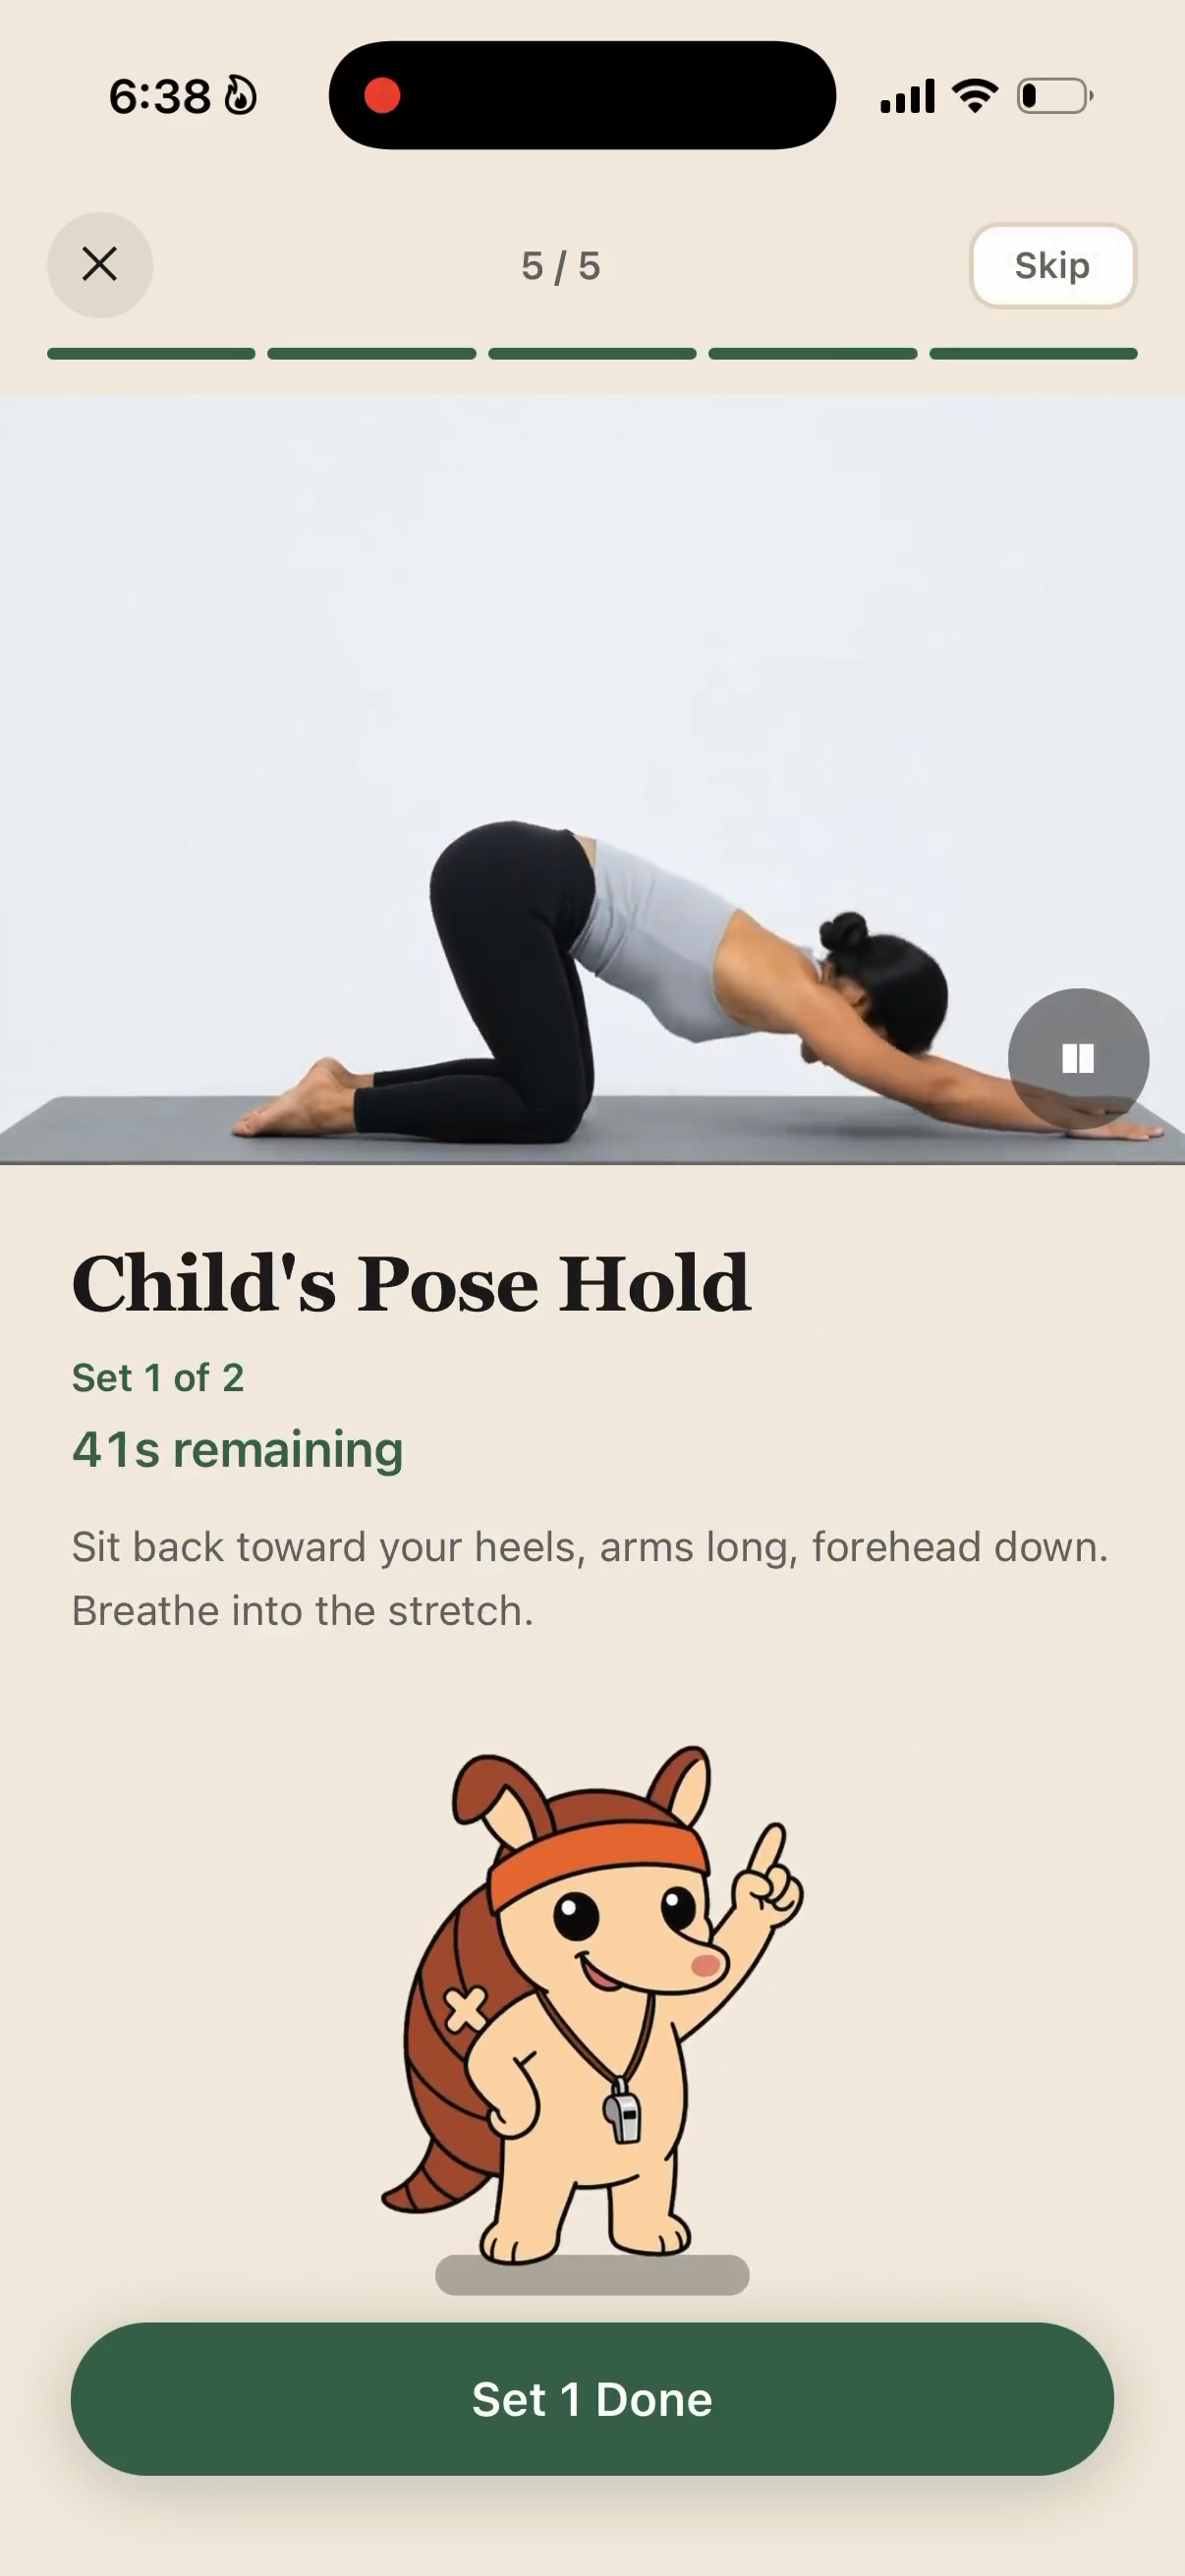 6:38
5 / 5
Skip
Child's Pose Hold
Set 1 of 2
41s remaining
Sit back toward your heels, arms long, forehead down.
Breathe into the stretch.
Set 1 Done